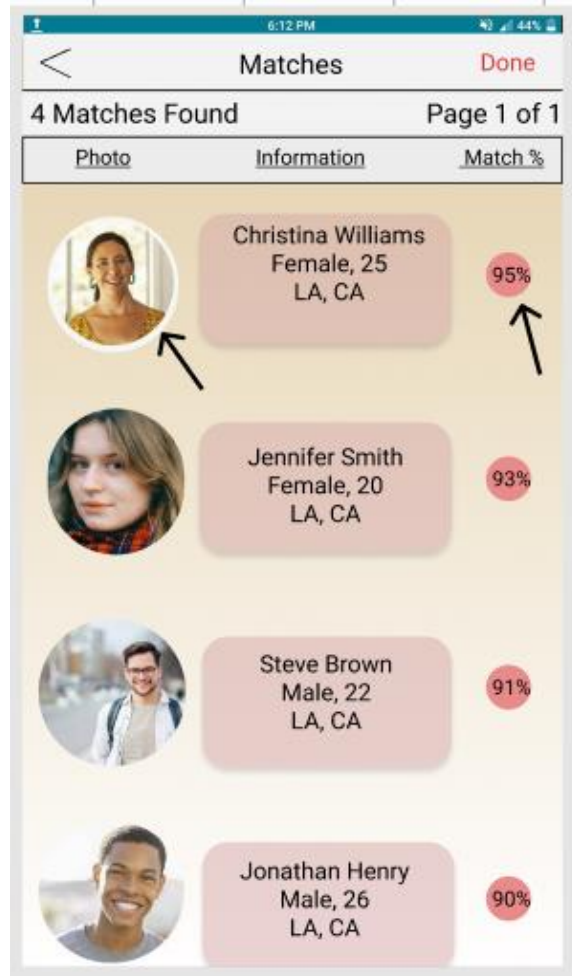 6:12 PM 44%
Matches Done
4 Matches Found Page 1 of 1
Photo Information Match %
Christina Williams
Female, 25
LA, CA
95%
Jennifer Smith
Female, 20
LA, CA
93%
Steve Brown
Male, 22
LA, CA
91%
Jonathan Henry
Male, 26
LA, CA
90%